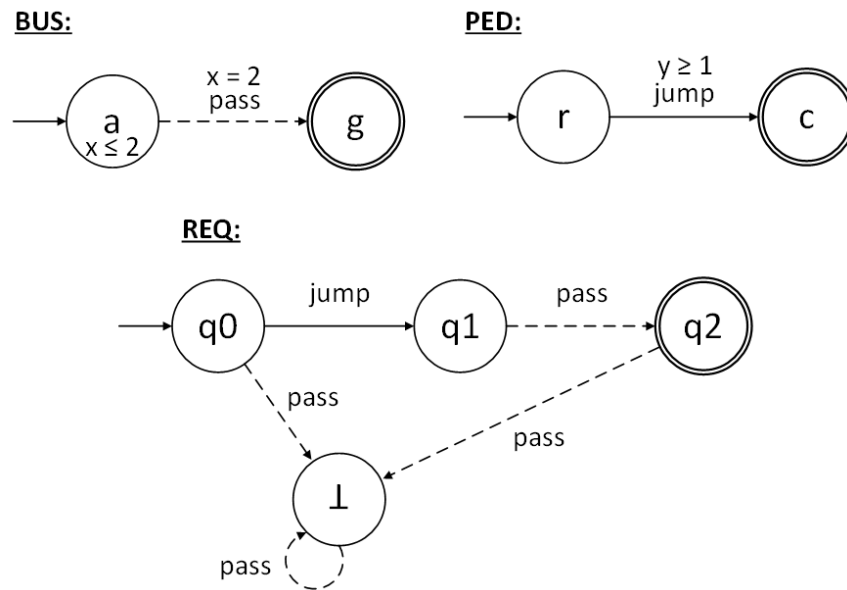 BUS:
PED:
x = 2
pass
y ≥ 1
jump
a
x ≤ 2
g
r
c
REQ:
jump
pass
q0
q1
q2
pass
pass
⊥
pass